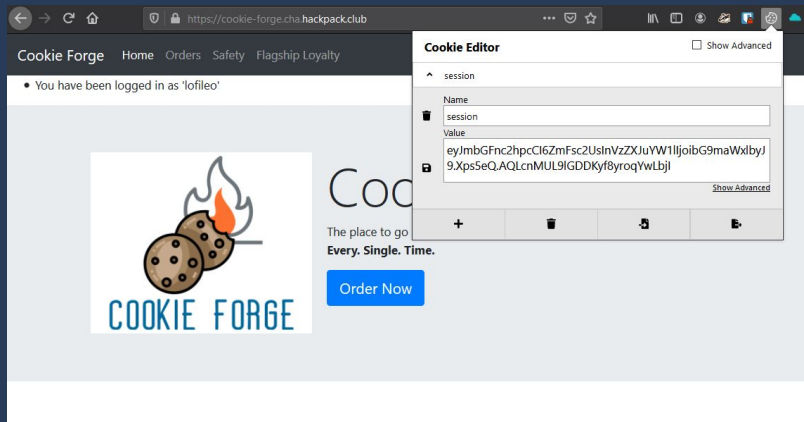 https://cookie-forge.cha.hackpack.club
Cookie Forge Home Orders Safety Flagship Loyalty
• You have been logged in as 'lofileo'
Cookie Editor
Show Advanced
session
Name
session
Value
eyJmbGFnc2hpcCI6ZmFsc2UsInVzZXJuYW1lIjoibG9maWxlbyJ
9.Xps5eQ.AQLcnMUL9lGDDKyf8yroqYwLbjI
Show Advanced
Coo
The place to go
Every. Single. Time.
Order Now
COOKIE FORGE